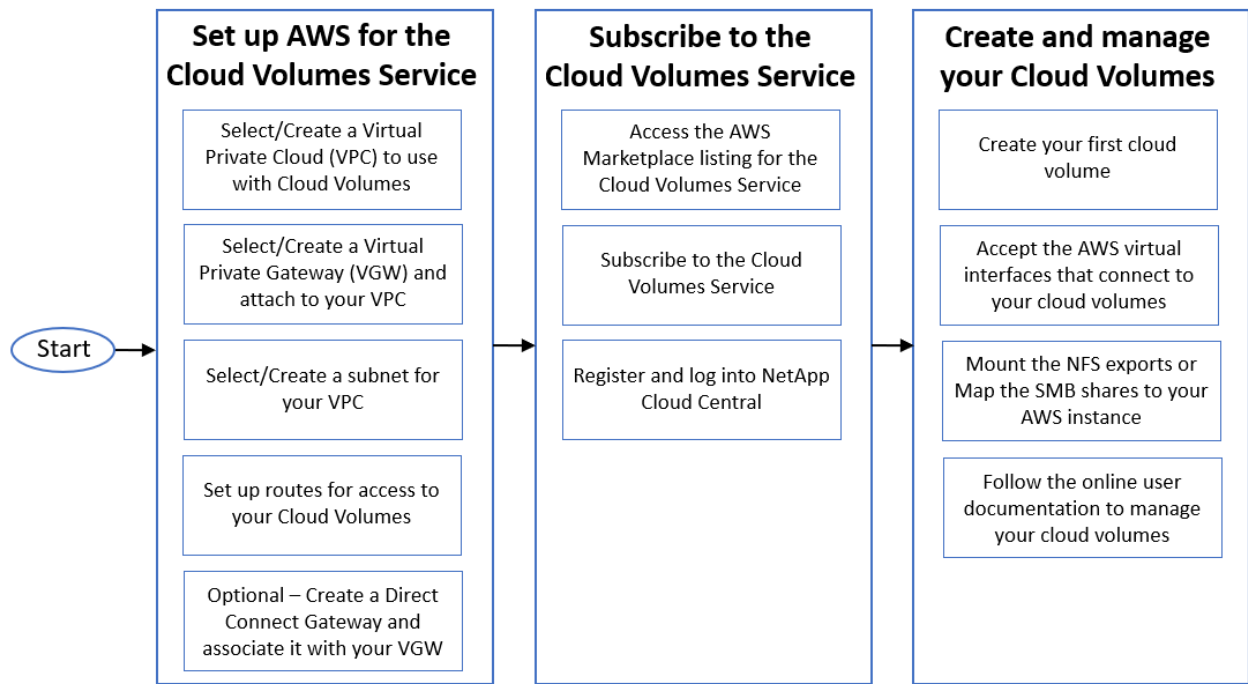 Start
Set up AWS for the
Cloud Volumes Service
Select/Create a Virtual
Private Cloud (VPC) to use
with Cloud Volumes
Select/Create a Virtual
Private Gateway (VGW) and
attach to your VPC
Select/Create a subnet for
your VPC
Set up routes for access to
your Cloud Volumes
Optional – Create a Direct
Connect Gateway and
associate it with your VGW
Subscribe to the
Cloud Volumes Service
Access the AWS
Marketplace listing for the
Cloud Volumes Service
Subscribe to the Cloud
Volumes Service
Register and log into NetApp
Cloud Central
Create and manage
your Cloud Volumes
Create your first cloud
volume
Accept the AWS virtual
interfaces that connect to
your cloud volumes
Mount the NFS exports or
Map the SMB shares to your
AWS instance
Follow the online user
documentation to manage
your cloud volumes